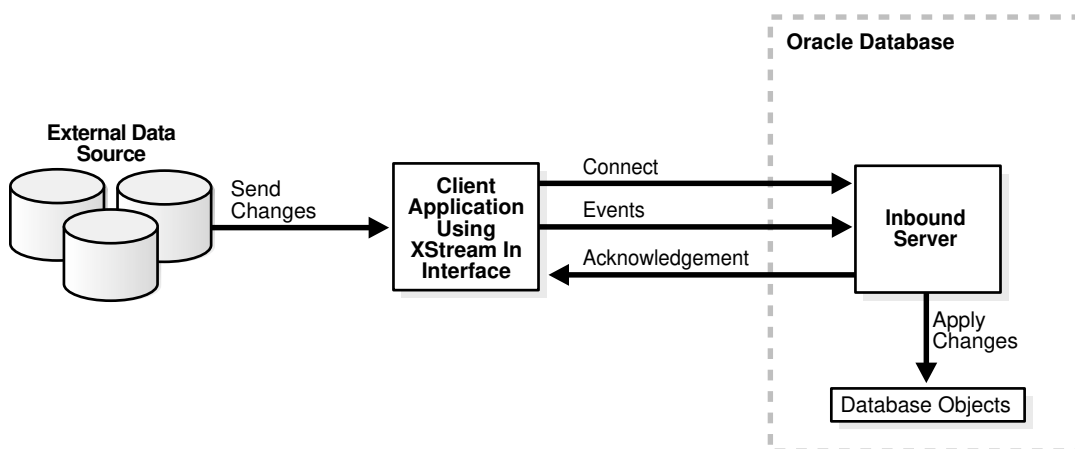 Oracle Database
External Data
Source
Send
Changes
Client
Application
Using
XStream In
Interface
Connect
Events
Acknowledgement
Inbound
Server
Apply
Changes
Database Objects